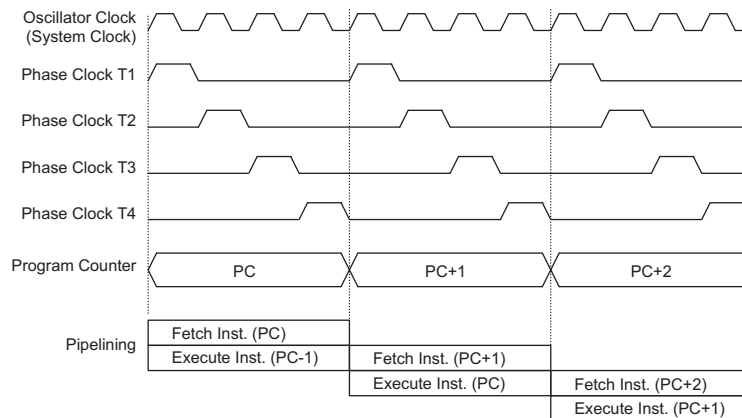 Oscillator Clock
(System Clock)
Phase Clock T1
Phase Clock T2
Phase Clock T3
Phase Clock T4
Program Counter
PC
PC+1
PC+2
Pipelining
Fetch Inst. (PC)
Execute Inst. (PC-1)
Fetch Inst. (PC+1)
Execute Inst. (PC)
Fetch Inst. (PC+2)
Execute Inst. (PC+1)